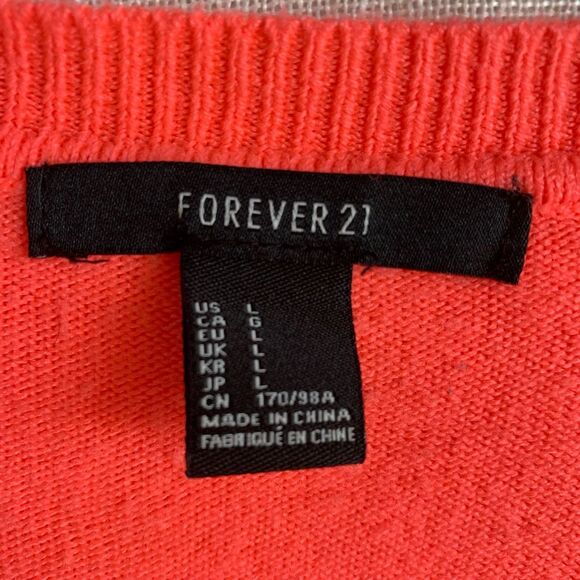 FOREVER 21
US L
CA G
EU L
UK L
KR L
JP L
CN 170/98A
MADE IN CHINA
FABRIQUÉ EN CHINE